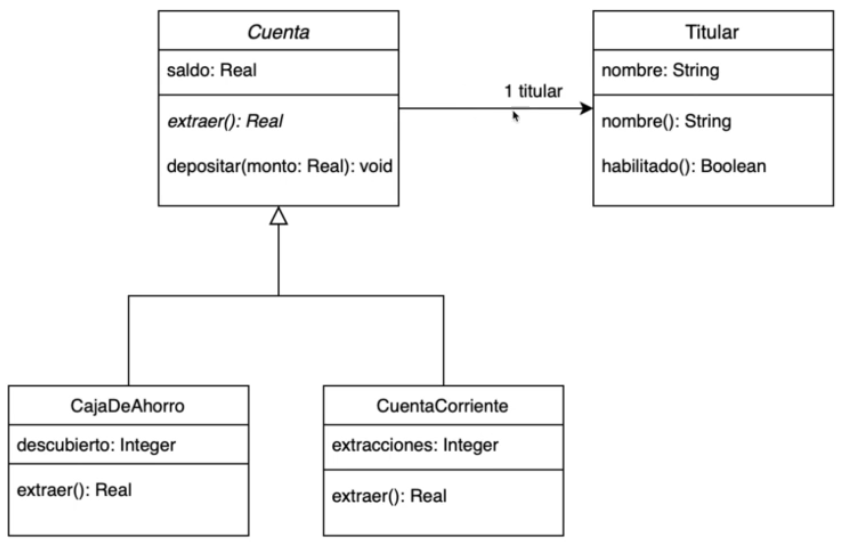 Cuenta
saldo: Real
extraer(): Real
depositar(monto: Real): void
1 titular
Titular
nombre: String
nombre(): String
habilitado(): Boolean
CajaDeAhorro
descubierto: Integer
extraer(): Real
CuentaCorriente
extracciones: Integer
extraer(): Real